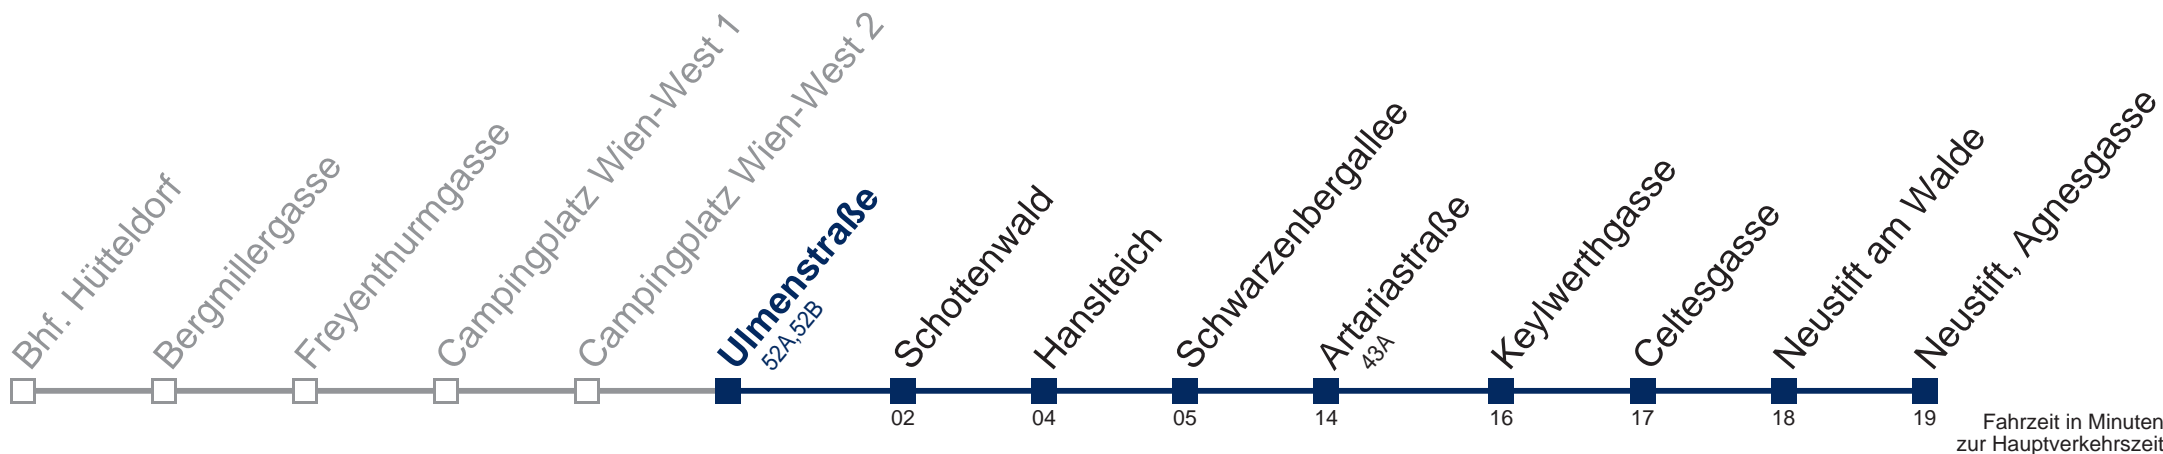 Bhf. Hütteldorf
Bergmillergasse
Freyenthurmgasse
Campingplatz Wien-West 1
Campingplatz Wien-West 2
Ulmenstraße
52A,52B
Schottenwald
Hanslteich
Schwarzenbergallee
Artariastraße
43A
Keylwerthgasse
Celtesgasse
Neustift am Walde
Neustift, Agnesgasse
02 04 05 14 16 17 18 19
Fahrzeit in Minuten
zur Hauptverkehrszeit